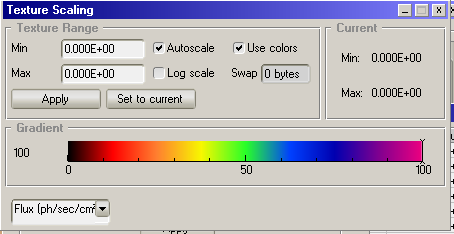 Texture Scaling
Texture Range
Current
Min 0.000E+00 Autoscale Use colors
Min: 0.000E+00
Max 0.000E+00 Log scale Swap 0 bytes
Max: 0.000E+00
Apply Set to current
Gradient
100
0 50 100
Flux (ph/sec/cm²